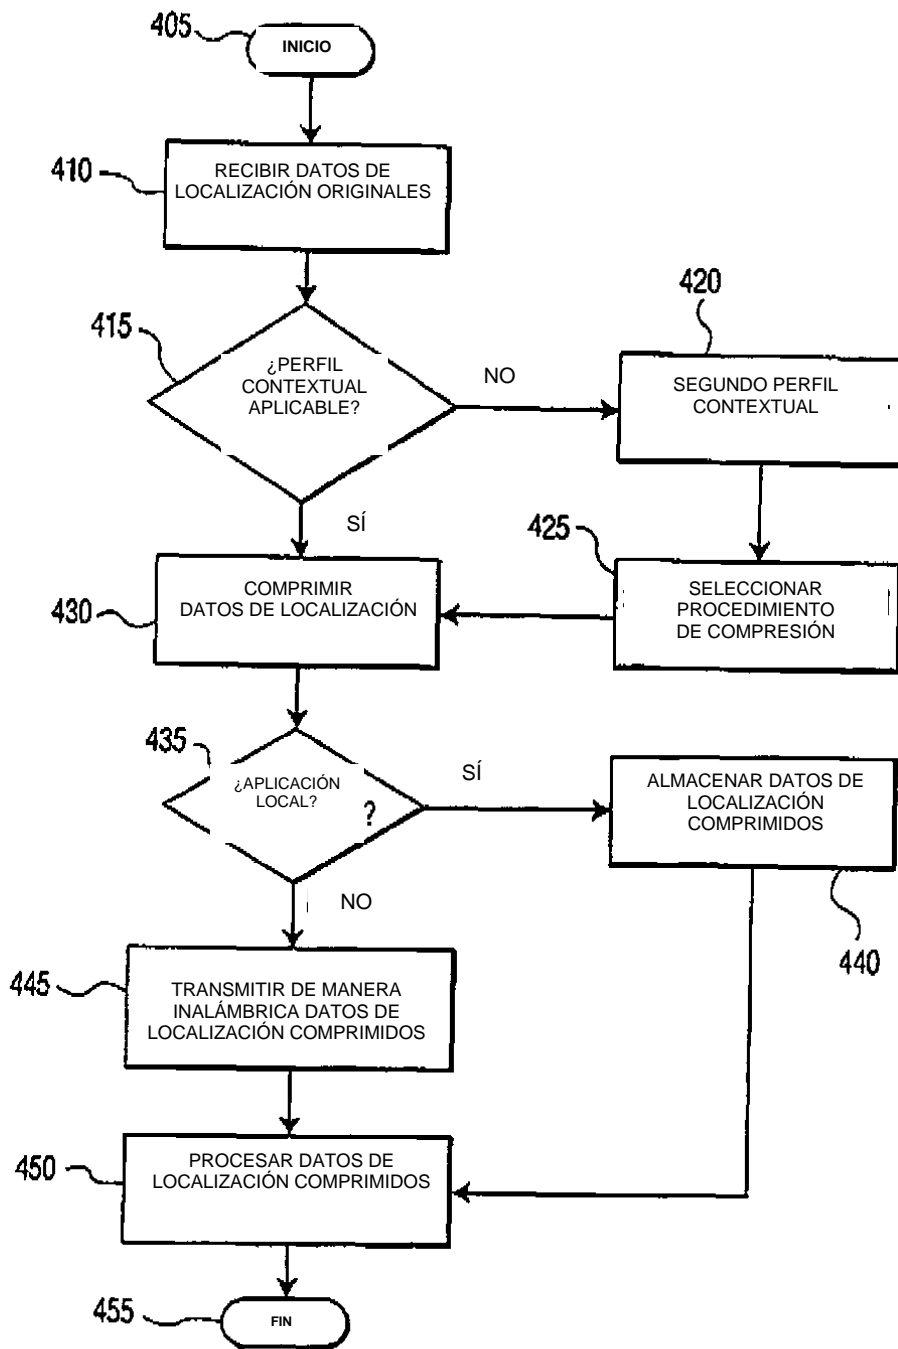 405
INICIO
410
RECIBIR DATOS DE
LOCALIZACIÓN ORIGINALES
415
¿PERFIL
CONTEXTUAL
APLICABLE?
NO
420
SEGUNDO PERFIL
CONTEXTUAL
SÍ
425
SELECCIONAR
PROCEDIMIENTO
DE COMPRESIÓN
430
COMPRIMIR
DATOS DE LOCALIZACIÓN
435
¿APLICACIÓN
LOCAL?
?
SÍ
ALMACENAR DATOS DE
LOCALIZACIÓN
COMPRIMIDOS
440
NO
445
TRANSMITIR DE MANERA
INALÁMBRICA DATOS DE
LOCALIZACIÓN COMPRIMIDOS
450
PROCESAR DATOS DE
LOCALIZACIÓN COMPRIMIDOS
455
FIN